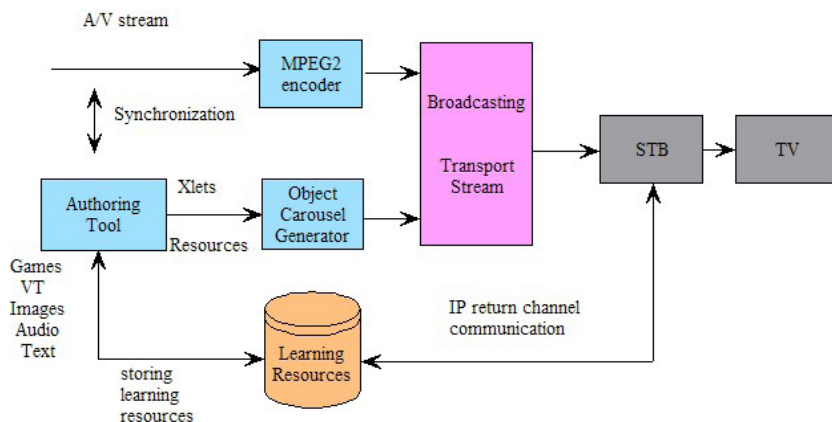 A/V stream
MPEG2
encoder
Synchronization
Broadcasting
Transport
Stream
STB
TV
Authoring
Tool
Xlets
Resources
Object
Carousel
Generator
Games
VT
Images
Audio
Text
storing
learning
resources
Learning
Resources
IP return channel
communication